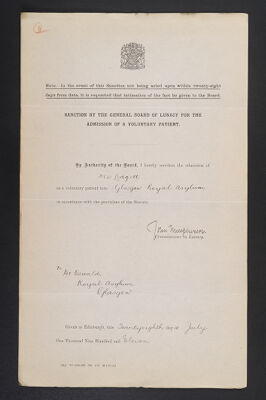 Note. In the event of this Sanction not being acted upon within twenty-eight
days from date, it is requested that intimation of the fact be given to the Board.
SANCTION BY THE GENERAL BOARD OF LUNACY FOR THE
ADMISSION OF A VOLUNTARY PATIENT.
By Authority of the Board, I hereby sanction the admission of
as a voluntary patient into Glasgow Royal Asylum
in accordance with the provisions of the Statute.
John
Commissioner in Lunacy.
To
Royal Asylum
Glasgow
Given at Edinburgh, this Twentyeighth day of July
One Thousand Nine Hundred and Eleven